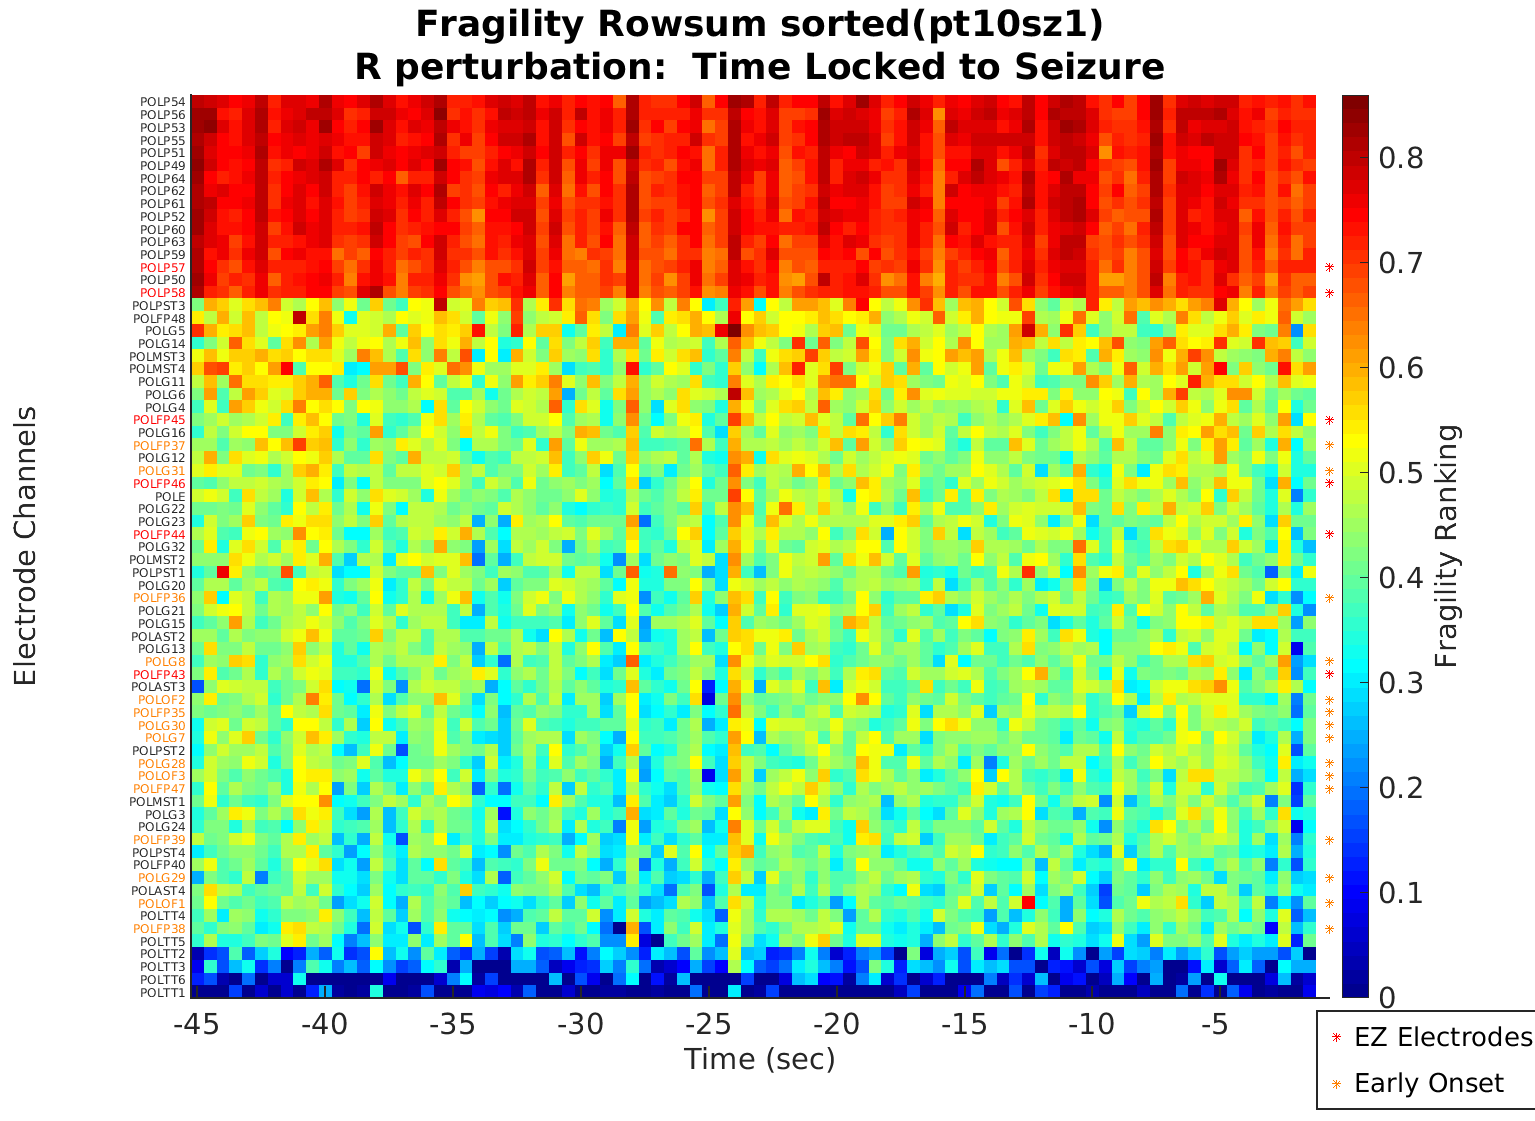 Fragility Rowsum sorted(pt10sz1)
R perturbation:  Time Locked to Seizure
Electrode Channels
POLP54
POLP56
POLP53
POLP55
POLP51
POLP49
POLP64
POLP62
POLP61
POLP52
POLP60
POLP63
POLP59
POLP57
POLP50
POLP58
POLPST3
POLFP48
POLG5
POLG14
POLMST3
POLMST4
POLG11
POLG6
POLG4
POLFP45
POLG16
POLFP37
POLG12
POLG31
POLFP46
POLE
POLG22
POLG23
POLFP44
POLG32
POLMST2
POLPST1
POLG20
POLFP36
POLG21
POLG15
POLAST2
POLG13
POLG8
POLFP43
POLAST3
POLOF2
POLFP35
POLG30
POLG7
POLPST2
POLG28
POLOF3
POLFP47
POLMST1
POLG3
POLG24
POLFP39
POLPST4
POLFP40
POLG29
POLAST4
POLOF1
POLTT4
POLFP38
POLTT5
POLTT2
POLTT3
POLTT6
POLTT1
-45 -40 -35 -30 -25 -20 -15 -10 -5
Time (sec)
0.8
0.7
0.6
0.5
0.4
0.3
0.2
0.1
0
Fragility Ranking
EZ Electrodes
Early Onset